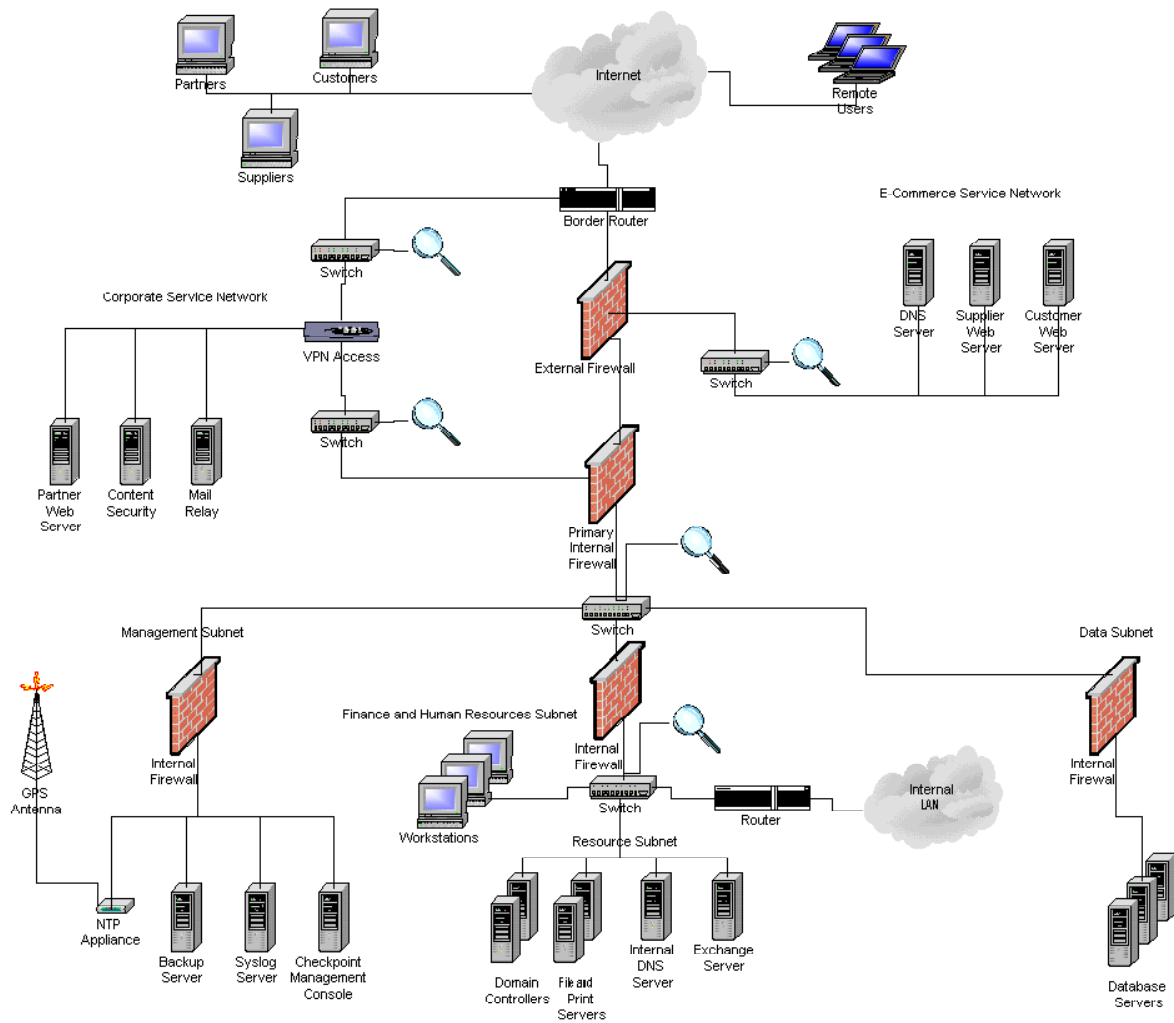 Partners
Customers
Internet
Remote
Users
Suppliers
E-Commerce Service Network
Border Router
Switch
Corporate Service Network
DNS
Server
Supplier
Web
Server
Customer
Web
Server
VPN Access
External Firewall
Switch
Switch
Partner
Web
Server
Content
Security
Mail
Relay
Primary
Internal
Firewall
Switch
Management Subnet
Data Subnet
Finance and Human Resources Subnet
Internal
Firewall
Internal
Firewall
Internal
Firewall
GPS
Antenna
Internal
LAN
Switch
Router
Workstations
Resource Subnet
NTP
Appliance
Backup
Server
Syslog
Server
Checkpoint
Management
Console
Domain
Controllers
File and
Print
Servers
Internal
DNS
Server
Exchange
Server
Database
Servers